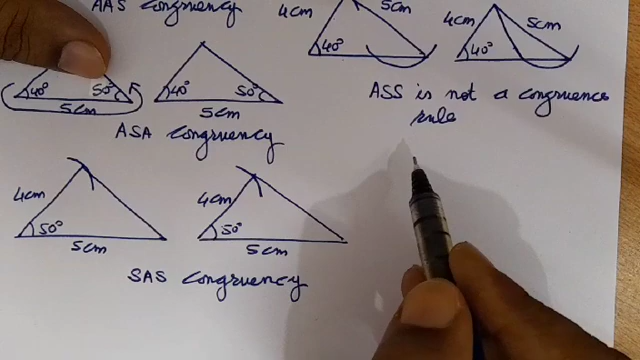 AAS congruency
4cm 5cm 4cm 5cm
40° 40°
40° 50° 40° 50°
5cm 5cm
ASA congruency
ASS is not a congruence
rule
4cm 4cm
50° 50°
5cm 5cm
SAS congruency